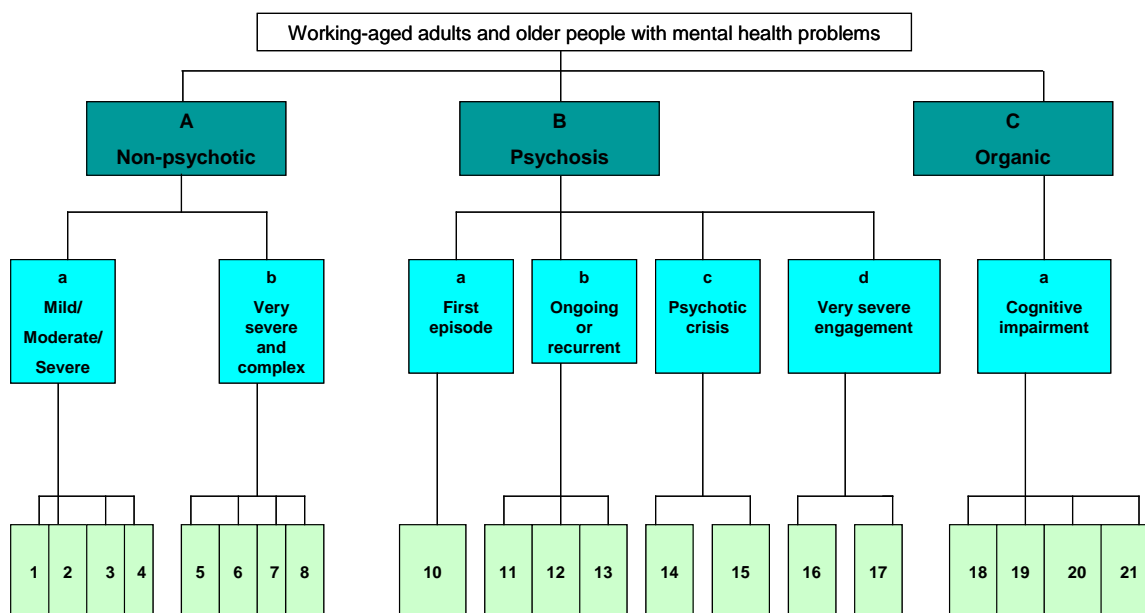 Working-aged adults and older people with mental health problems
A
Non-psychotic
B
Psychosis
C
Organic
a
Mild/
Moderate/
Severe
b
Very
severe
and
complex
a
First
episode
b
Ongoing
or
recurrent
c
Psychotic
crisis
d
Very severe
engagement
a
Cognitive
impairment
1 2 3 4 5 6 7 8 10 11 12 13 14 15 16 17 18 19 20 21